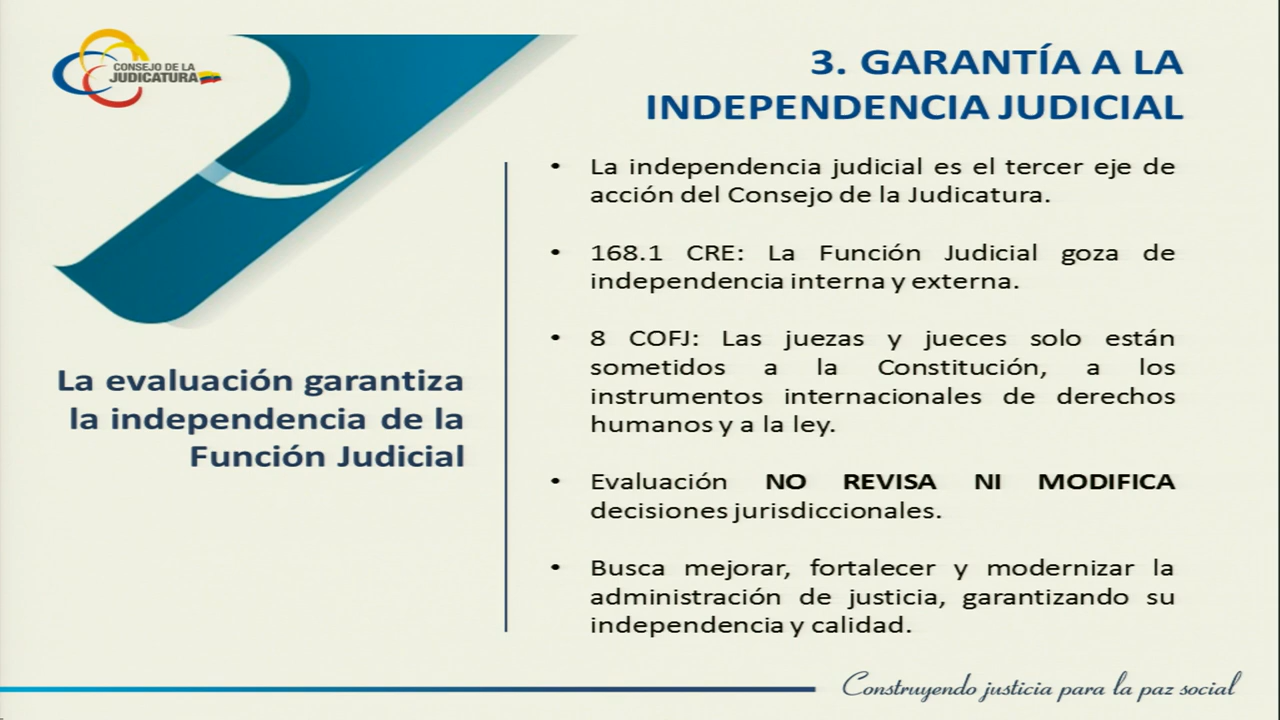 CONSEJO DE LA
JUDICATURA
3. GARANTÍA A LA
INDEPENDENCIA JUDICIAL
La evaluación garantiza
la independencia de la
Función Judicial
• La independencia judicial es el tercer eje de
acción del Consejo de la Judicatura.
• 168.1 CRE: La Función Judicial goza de
independencia interna y externa.
• 8 COFJ: Las juezas y jueces solo están
sometidos a la Constitución, a los
instrumentos internacionales de derechos
humanos y a la ley.
• Evaluación NO REVISA NI MODIFICA
decisiones jurisdiccionales.
• Busca mejorar, fortalecer y modernizar la
administración de justicia, garantizando su
independencia y calidad.
Construyendo justicia para la paz social